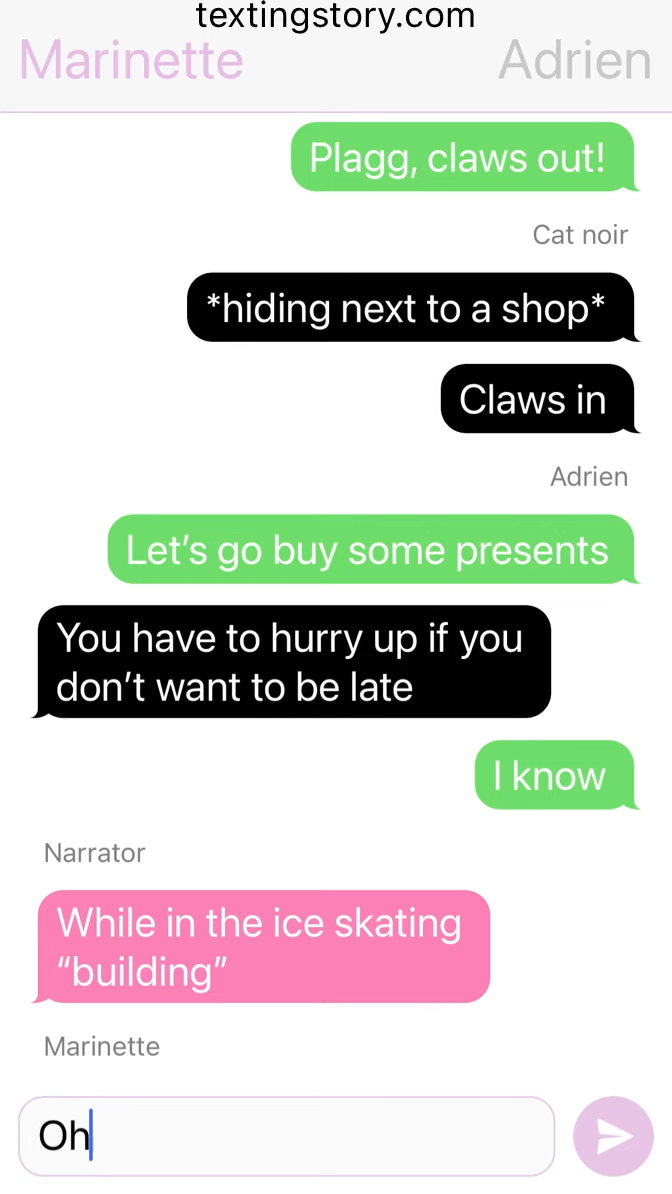 textingstory.com
Marinette Adrien
Plagg, claws out!
Cat noir
*hiding next to a shop*
Claws in
Adrien
Let’s go buy some presents
You have to hurry up if you
don’t want to be late
I know
Narrator
While in the ice skating
“building”
Marinette
Oh